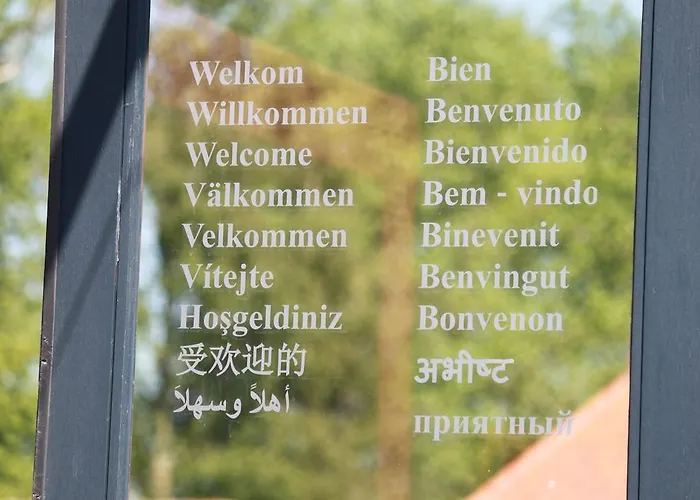 Welkom
Willkommen
Welcome
Välkommen
Velkommen
Vítejte
Hoşgeldiniz
受欢迎的
أهلاً وسهلاً
Bien
Benvenuto
Bienvenido
Bem - vindo
Binevenit
Benvingut
Bonvenon
अभीष्ट
приятный